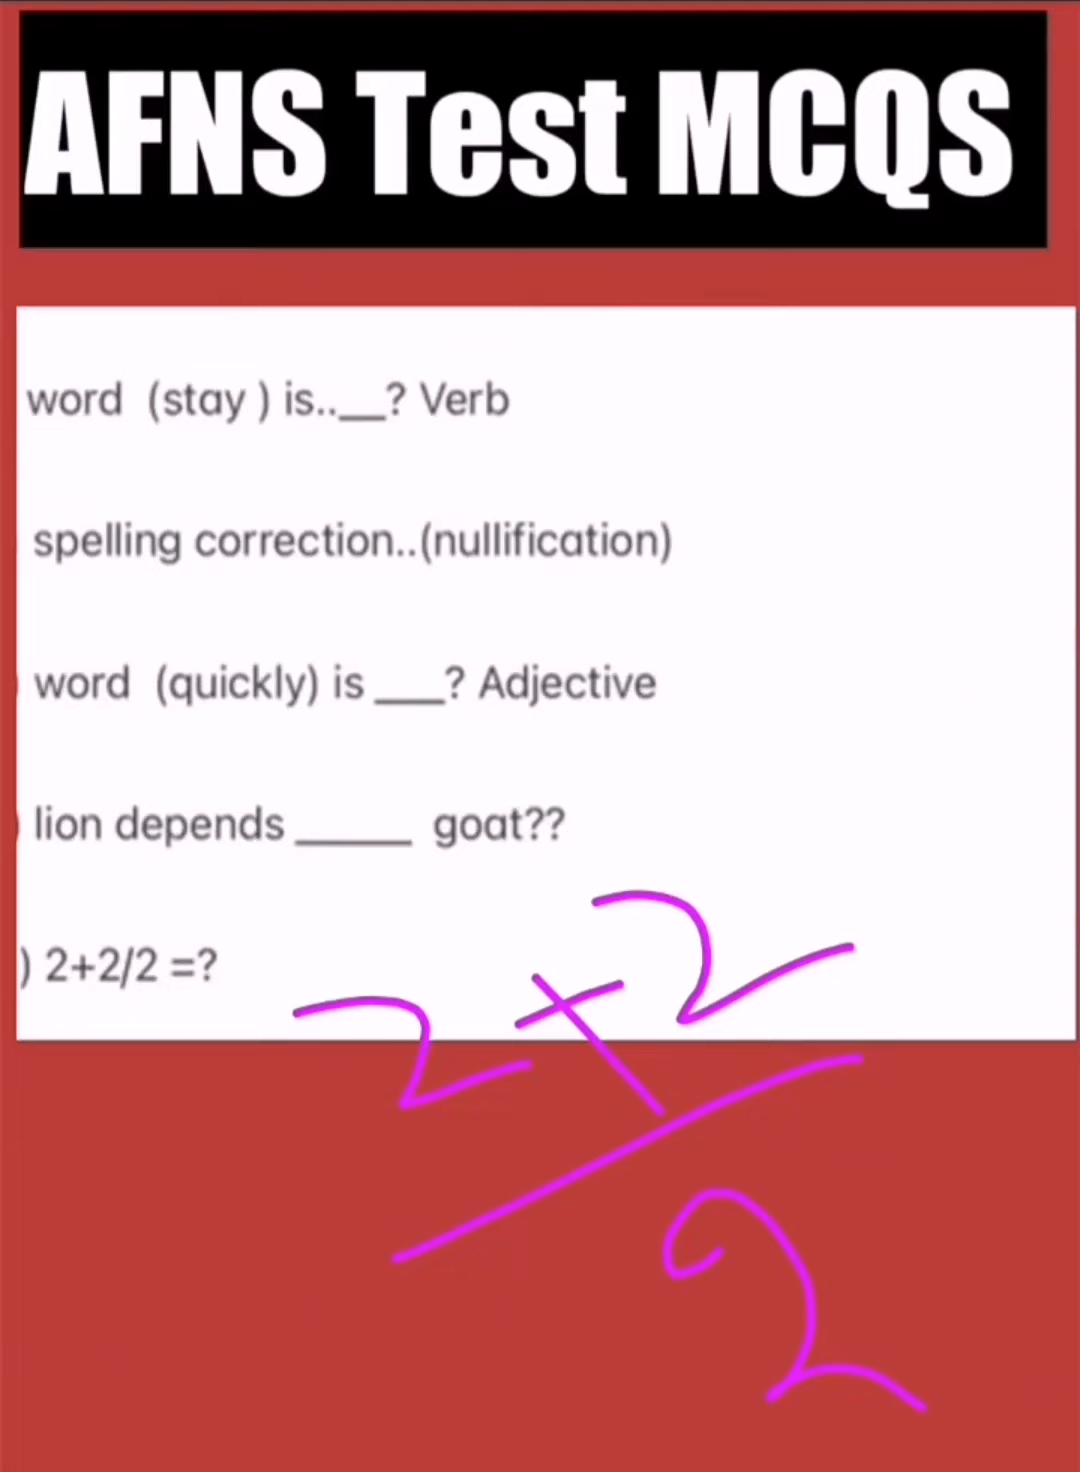 AFNS Test MCQS
word (stay ) is..__? Verb
spelling correction..(nullification)
word (quickly) is ___? Adjective
) lion depends _____ goat??
) 2+2/2 =?
2+2
2